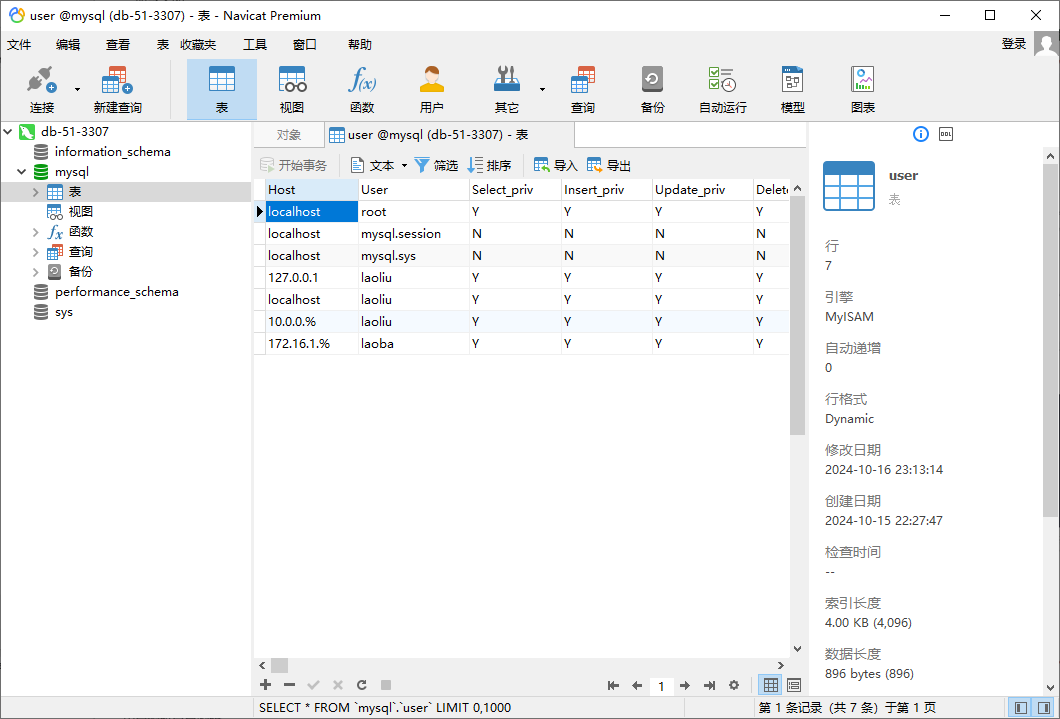 user @mysql (db-51-3307) - 表 - Navicat Premium
文件 编辑 查看 表 收藏夹 工具 窗口 帮助 登录
连接 新建查询 表 视图 函数 用户 其它 查询 备份 自动运行 模型 图表
db-51-3307
information_schema
mysql
表
视图
函数
查询
备份
performance_schema
sys
对象 user @mysql (db-51-3307) - 表
开始事务 文本 筛选 排序 导入 导出
Host User Select_priv Insert_priv Update_priv Delet
localhost root Y Y Y Y
localhost mysql.session N N N N
localhost mysql.sys N N N N
127.0.0.1 laoliu Y Y Y Y
localhost laoliu Y Y Y Y
10.0.0.% laoliu Y Y Y Y
172.16.1.% laoba Y Y Y Y
DDL
user
表
行
7
引擎
MyISAM
自动递增
0
行格式
Dynamic
修改日期
2024-10-16 23:13:14
创建日期
2024-10-15 22:27:47
检查时间
--
索引长度
4.00 KB (4,096)
数据长度
896 bytes (896)
1
SELECT * FROM `mysql`.`user` LIMIT 0,1000 第 1 条记录（共 7 条）于第 1 页